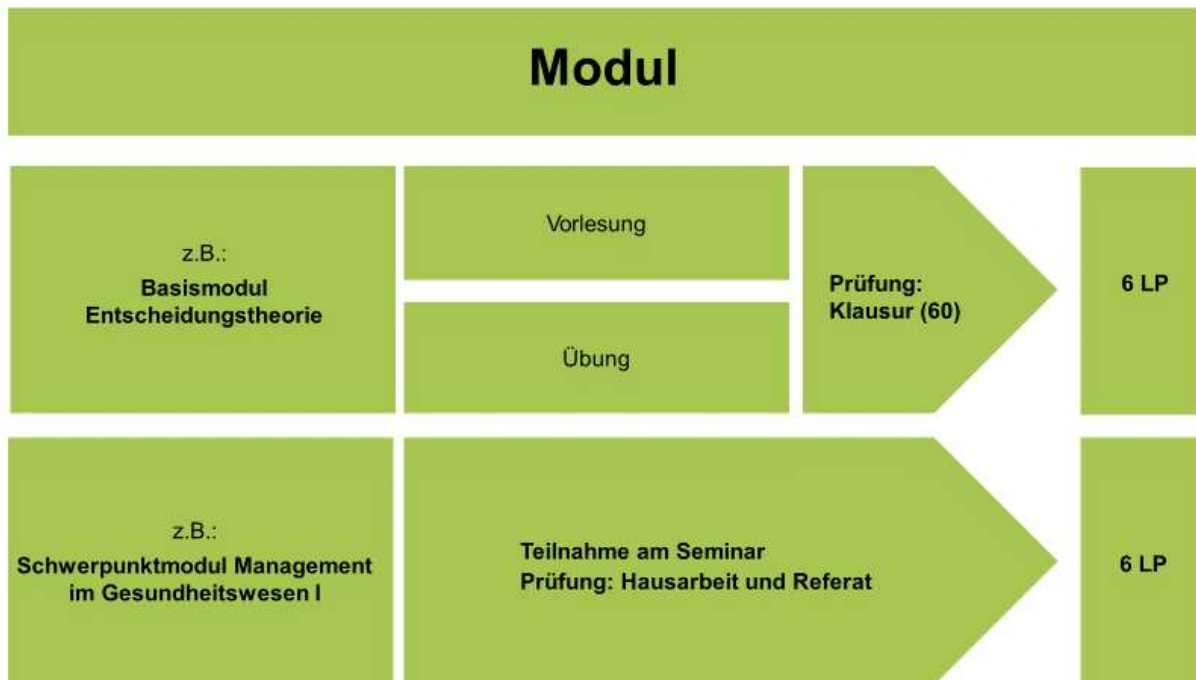 Modul
z.B.:
Basismodul
Entscheidungstheorie
Vorlesung
Übung
Prüfung:
Klausur (60)
6 LP
z.B.:
Schwerpunktmodul Management
im Gesundheitswesen I
Teilnahme am Seminar
Prüfung: Hausarbeit und Referat
6 LP